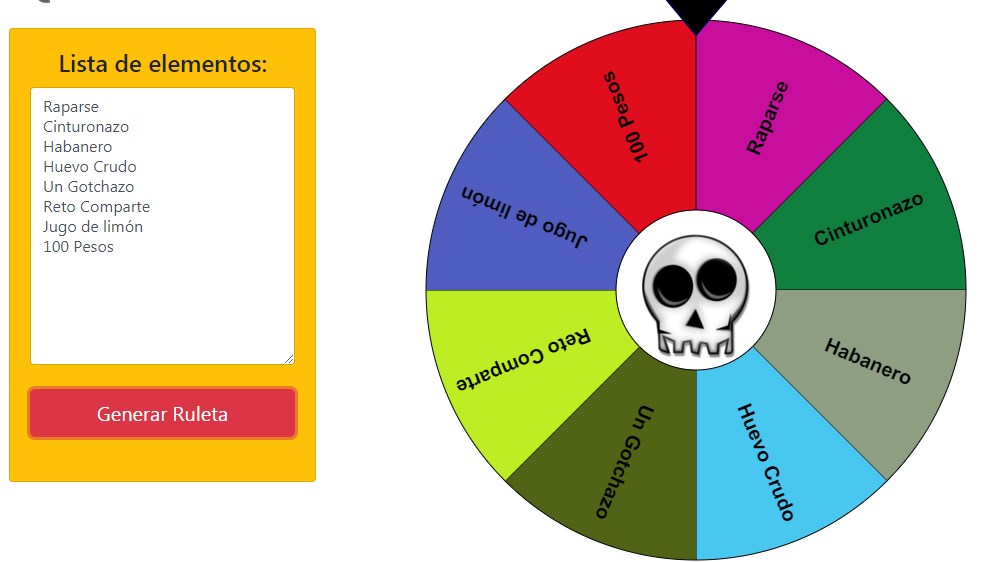 Lista de elementos:
Raparse
Cinturonazo
Habanero
Huevo Crudo
Un Gotchazo
Reto Comparte
Jugo de limón
100 Pesos
Generar Ruleta
Raparse
Cinturonazo
Habanero
Huevo Crudo
Un Gotchazo
Reto Comparte
Jugo de limón
100 Pesos